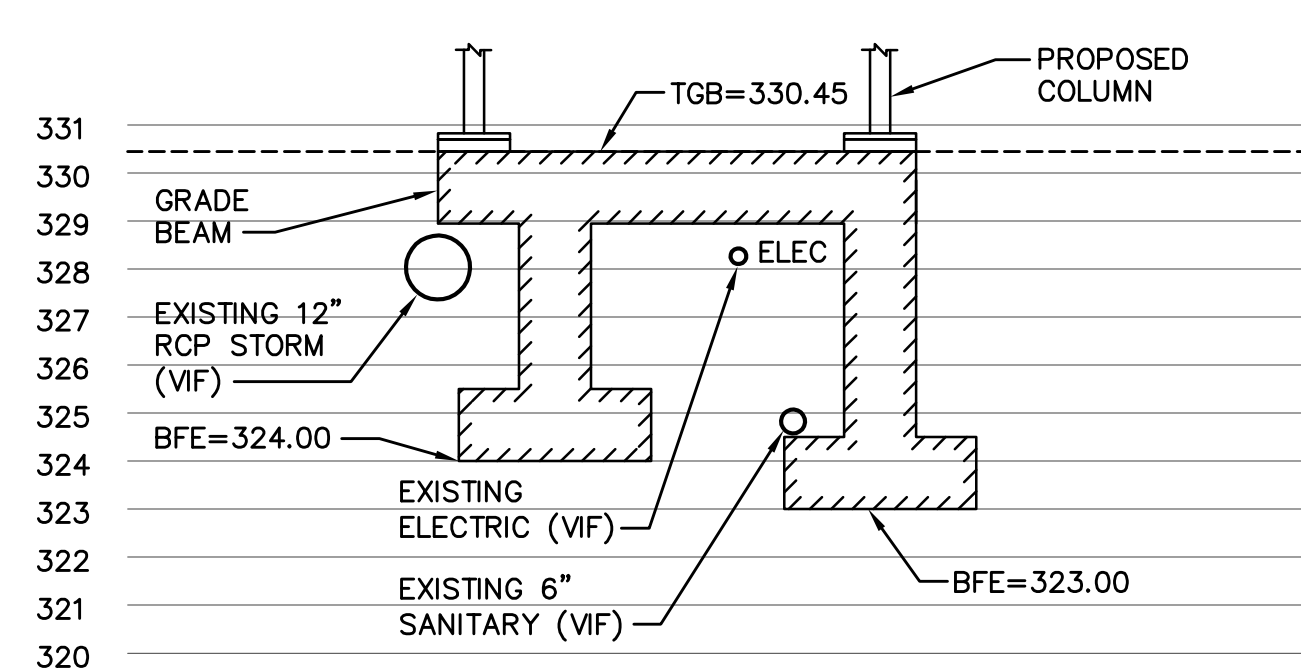 PROPOSED
COLUMN
TGB=330.45
331
330
GRADE
BEAM
329
ELEC
328
EXISTING 12”
RCP STORM
(VIF)
327
326
325
BFE=324.00
324
EXISTING
ELECTRIC (VIF)
323
322
BFE=323.00
EXISTING 6”
SANITARY (VIF)
321
320